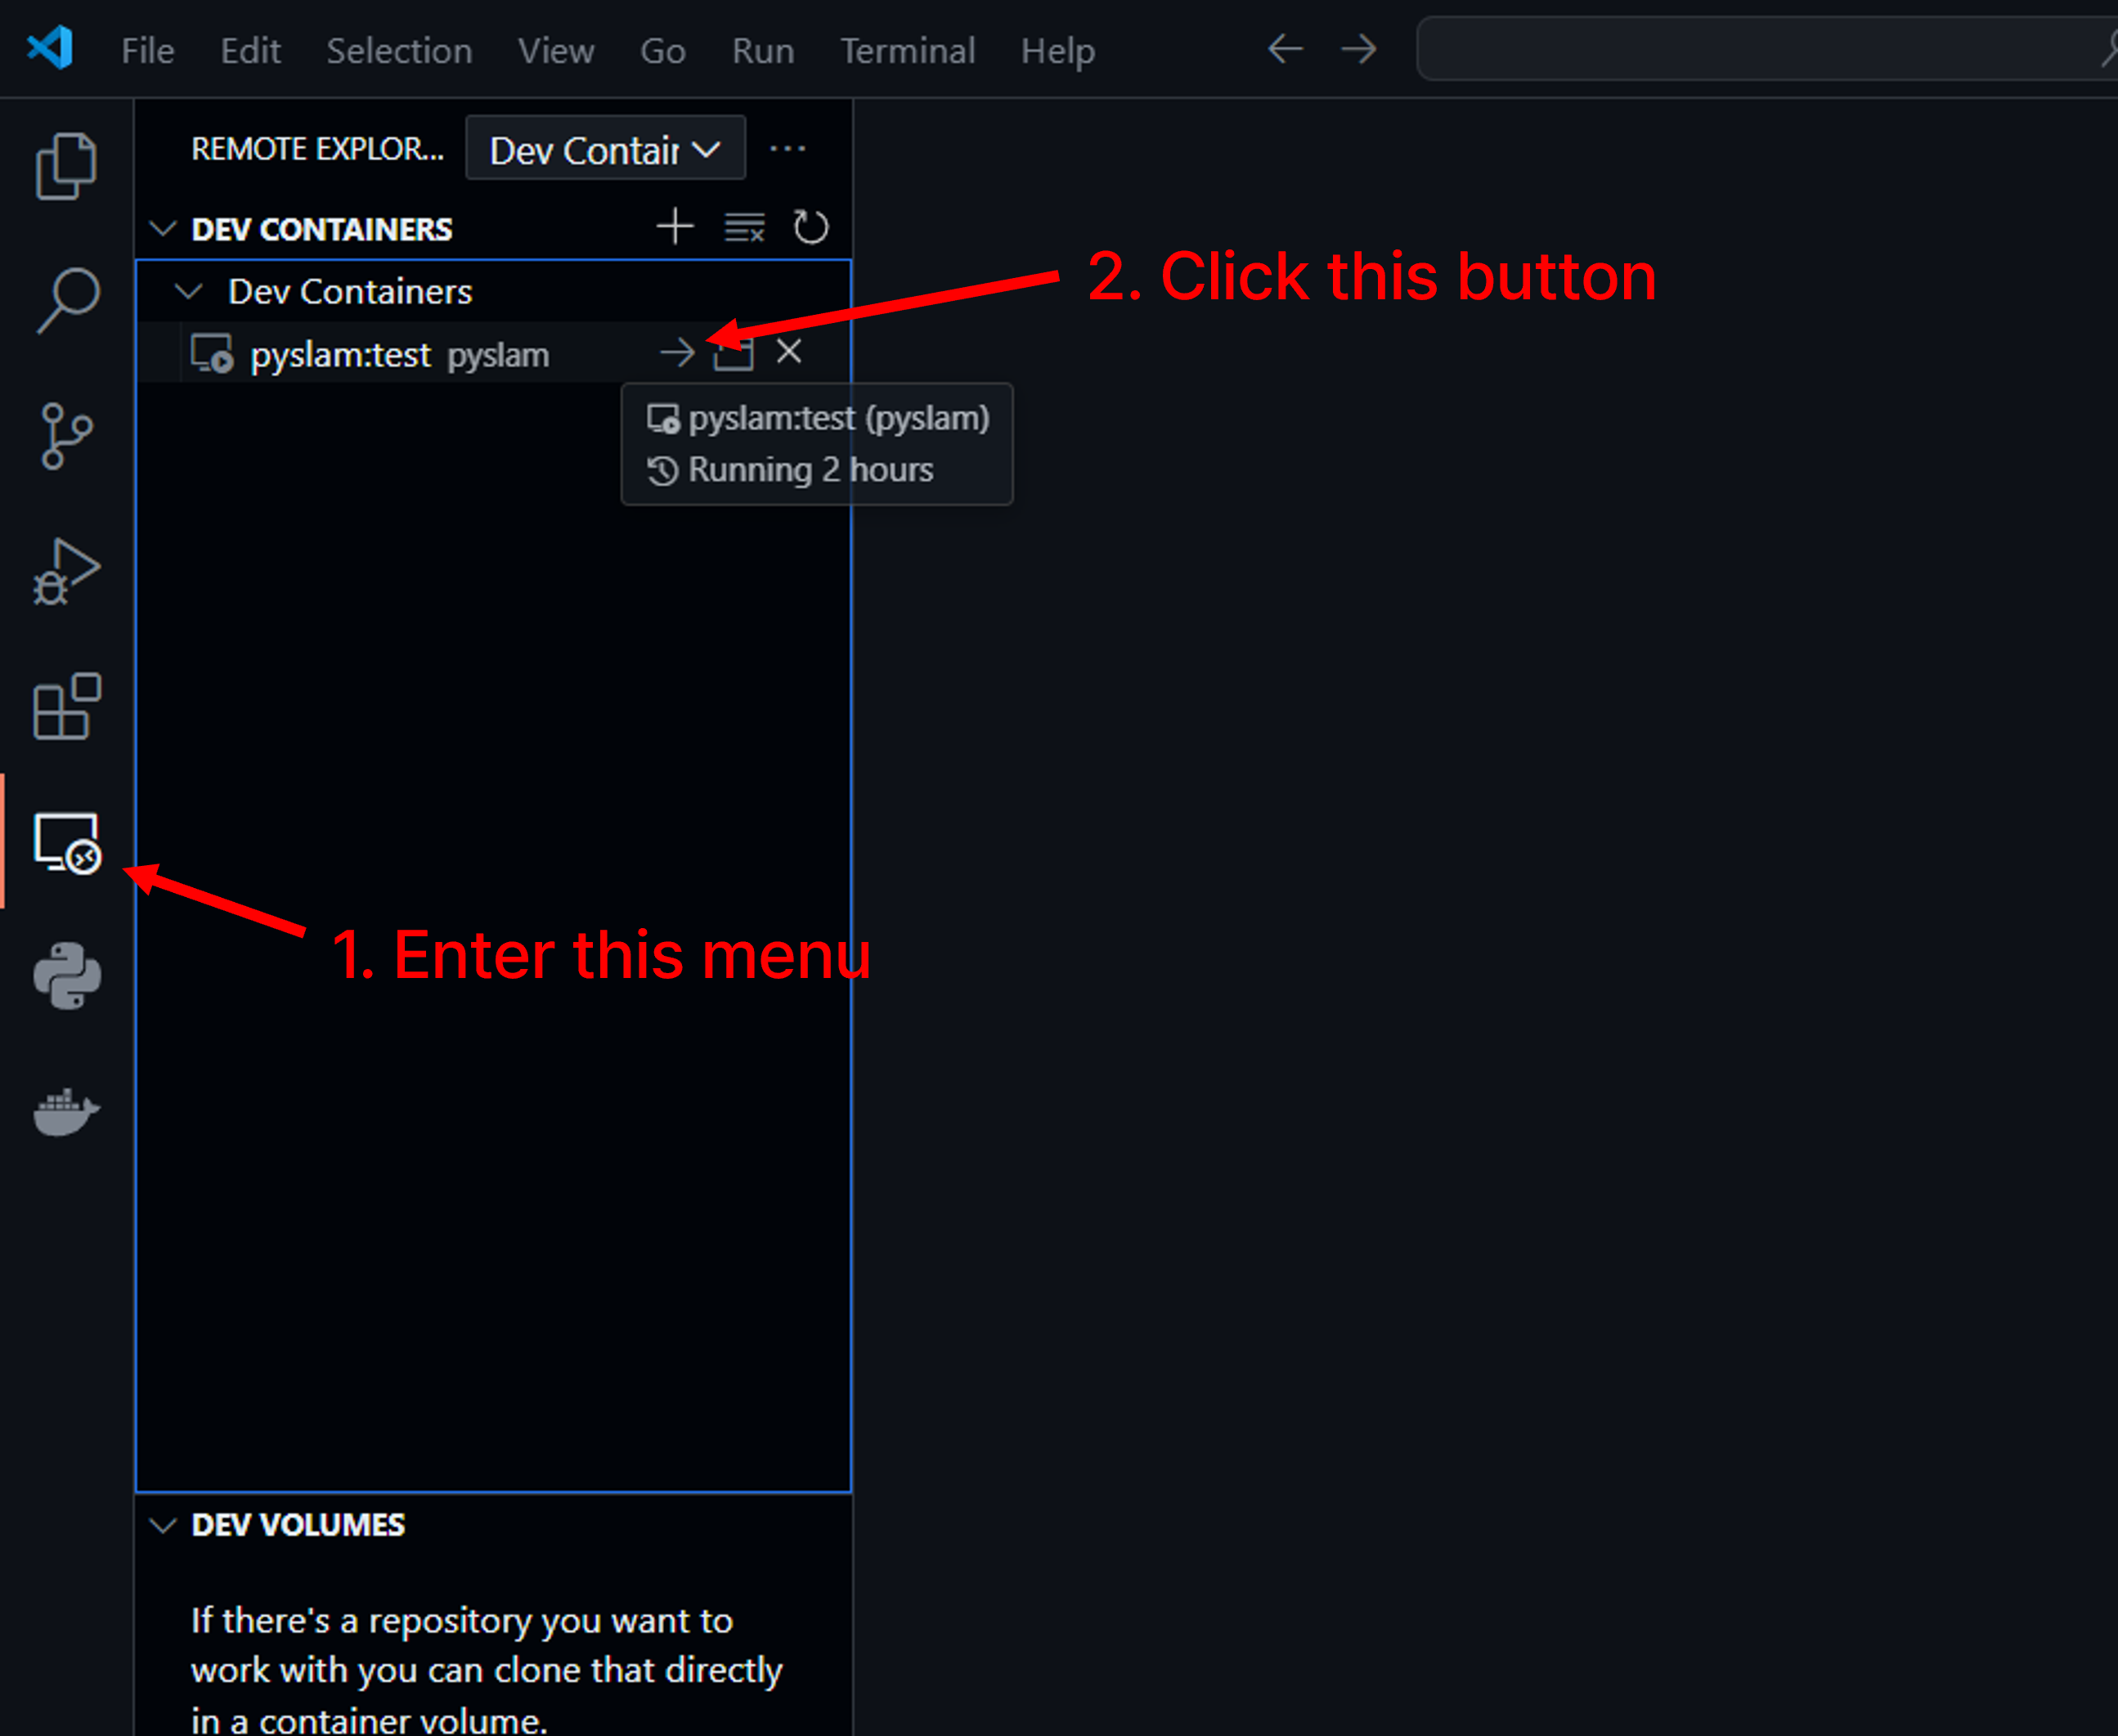 File Edit Selection View Go Run Terminal Help
REMOTE EXPLOR... Dev Contair
DEV CONTAINERS
Dev Containers
2. Click this button
pyslam:test pyslam
pyslam:test (pyslam)
Running 2 hours
1. Enter this menu
DEV VOLUMES
If there's a repository you want to
work with you can clone that directly
in a container volume.